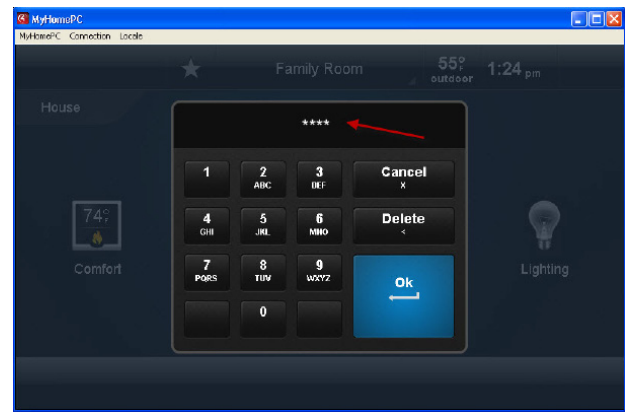 MyHomePC
MyHomePC Connection Locale
★ Family Room 55°F outdoor 1:24 pm
House
****
1 2 ABC 3 DEF Cancel X
4 GHI 5 JKL 6 MNO Delete <
7 PQRS 8 TUV 9 WXYZ Ok
0
74°F
Comfort
Lighting